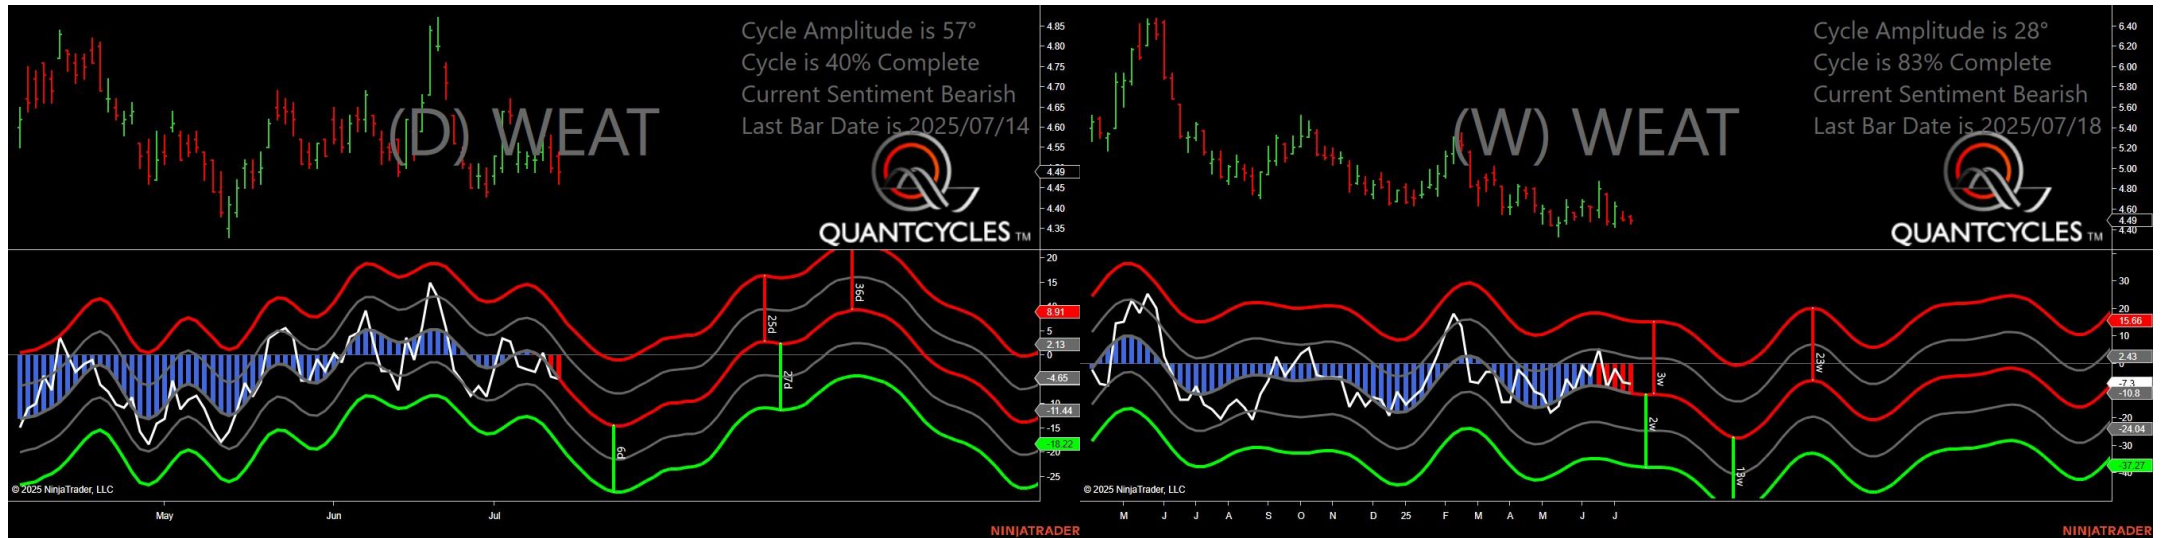 Cycle Amplitude is 57°
Cycle is 40% Complete
Current Sentiment Bearish
Last Bar Date is 2025/07/14
(D) WEAT
QUANTCYCLES TM
4.85
4.80
4.75
4.70
4.65
4.60
4.55
4.49
4.45
4.40
4.35
20
15
8.91
5
2.13
0
-4.65
-11.44
-15
-18.22
-20
-25
25d
36d
27d
6d
© 2025 NinjaTrader, LLC
May
Jun
Jul
NINJATRADER
Cycle Amplitude is 28°
Cycle is 83% Complete
Current Sentiment Bearish
Last Bar Date is 2025/07/18
(W) WEAT
QUANTCYCLES TM
6.40
6.20
6.00
5.80
5.60
5.40
5.20
5.00
4.80
4.60
4.49
4.40
30
20
15.66
10
2.43
-7.3
-10.8
-20
-24.04
-30
-37.27
3w
23w
2w
13w
© 2025 NinjaTrader, LLC
M
J
J
A
S
O
N
D
25
F
M
A
M
J
J
NINJATRADER